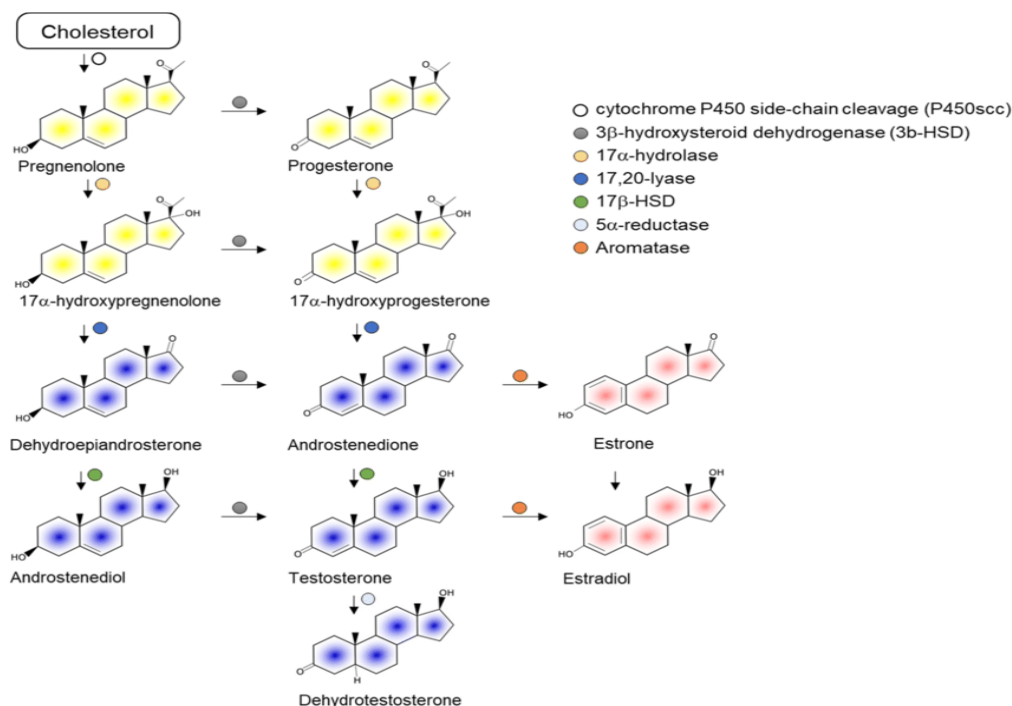 Cholesterol
O
HO
Pregnenolone
O
O
Progesterone
cytochrome P450 side-chain cleavage (P450scc)
3β-hydroxysteroid dehydrogenase (3b-HSD)
17α-hydrolase
17,20-lyase
17β-HSD
5α-reductase
Aromatase
O
OH
HO
17α-hydroxypregnenolone
O
OH
O
17α-hydroxyprogesterone
O
HO
Dehydroepiandrosterone
O
O
Androstenedione
O
HO
Estrone
OH
HO
Androstenediol
OH
O
Testosterone
OH
HO
Estradiol
OH
O
H
Dehydrotestosterone